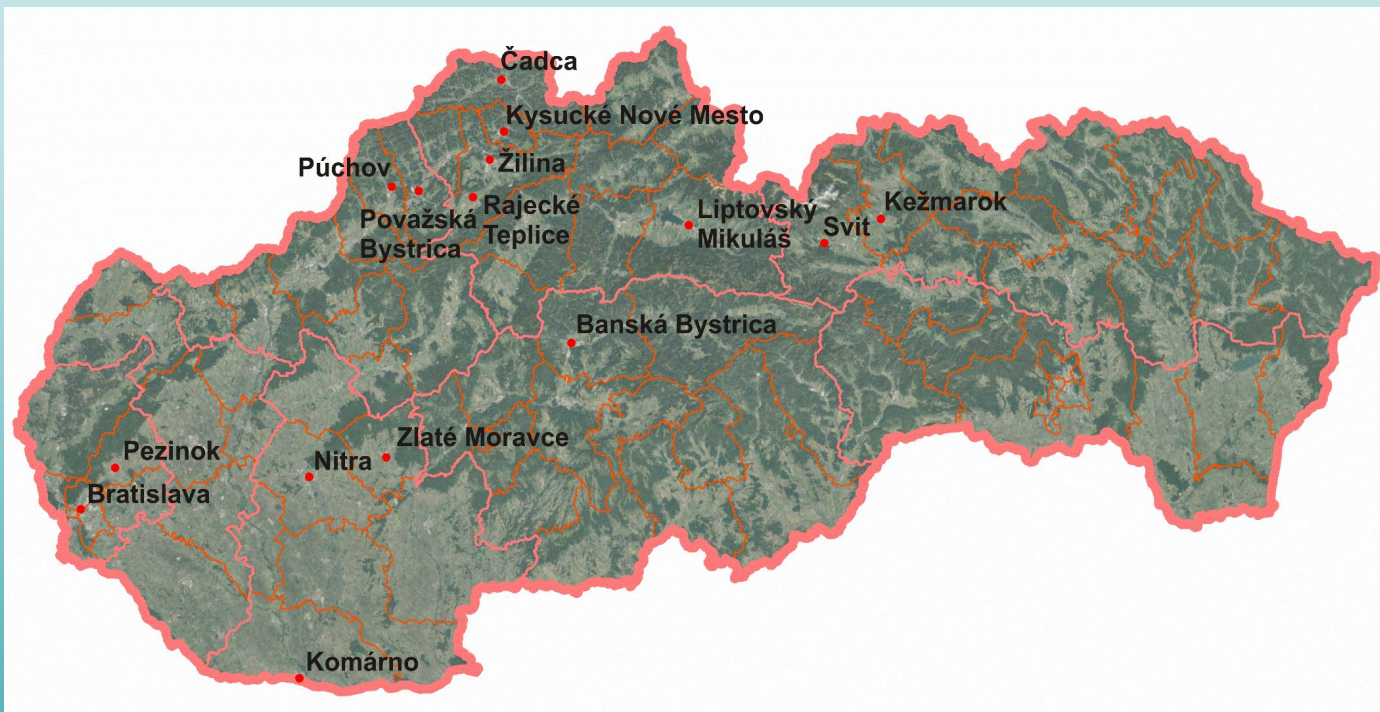 Čadca
Kysucké Nové Mesto
Žilina
Púchov
Považská
Bystrica
Rajecké
Teplice
Liptovský
Mikuláš
Svit
Kežmarok
Banská Bystrica
Zlaté Moravce
Nitra
Pezinok
Bratislava
Komárno